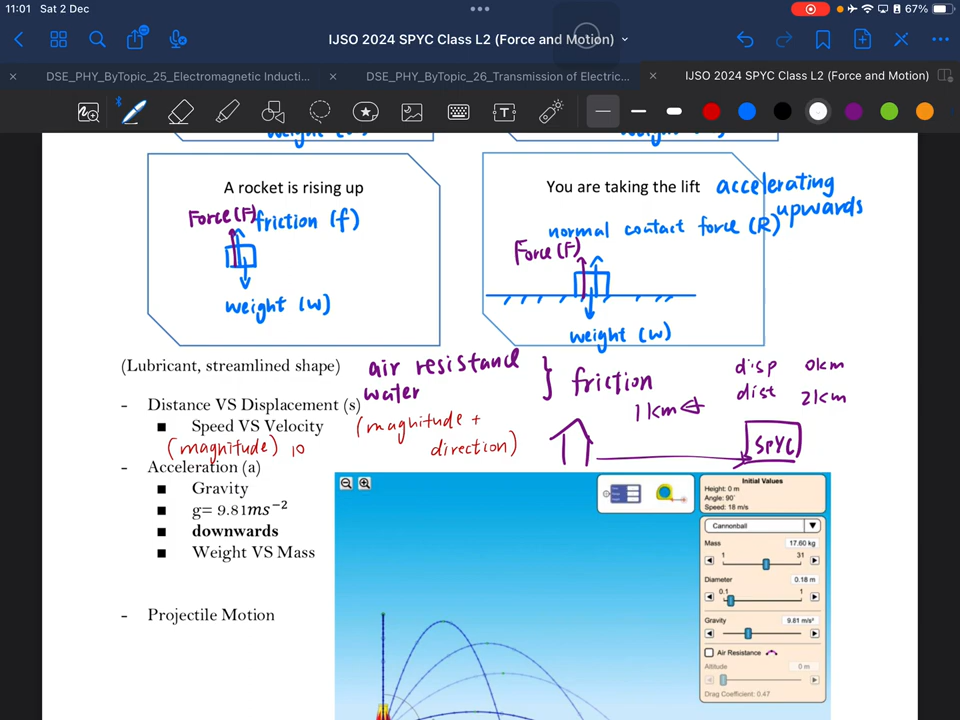 11:01 Sat 2 Dec
67%
IJSO 2024 SPYC Class L2 (Force and Motion)
DSE_PHY_ByTopic_25_Electromagnetic Inducti...
DSE_PHY_ByTopic_26_Transmission of Electric...
IJSO 2024 SPYC Class L2 (Force and Motion)
A rocket is rising up
Force (F) friction (f)
weight (W)
You are taking the lift accelerating
upwards
normal contact force (R)
Force (F)
weight (W)
(Lubricant, streamlined shape) air resistance
water
} friction
disp 0km
dist 2km
1km
SPYC
- Distance VS Displacement (s)
■ Speed VS Velocity
(magnitude) 10
(magnitude +
direction)
- Acceleration (a)
■ Gravity
■ g= 9.81ms⁻²
■ downwards
■ Weight VS Mass
- Projectile Motion
Initial Values
Height: 0 m
Angle: 90°
Speed: 18 m/s
Cannonball
Mass 17.60 kg
1 31
Diameter 0.18 m
0.1 1
Gravity 9.81 m/s²
Air Resistance
Altitude 0 m
Drag Coefficient: 0.47